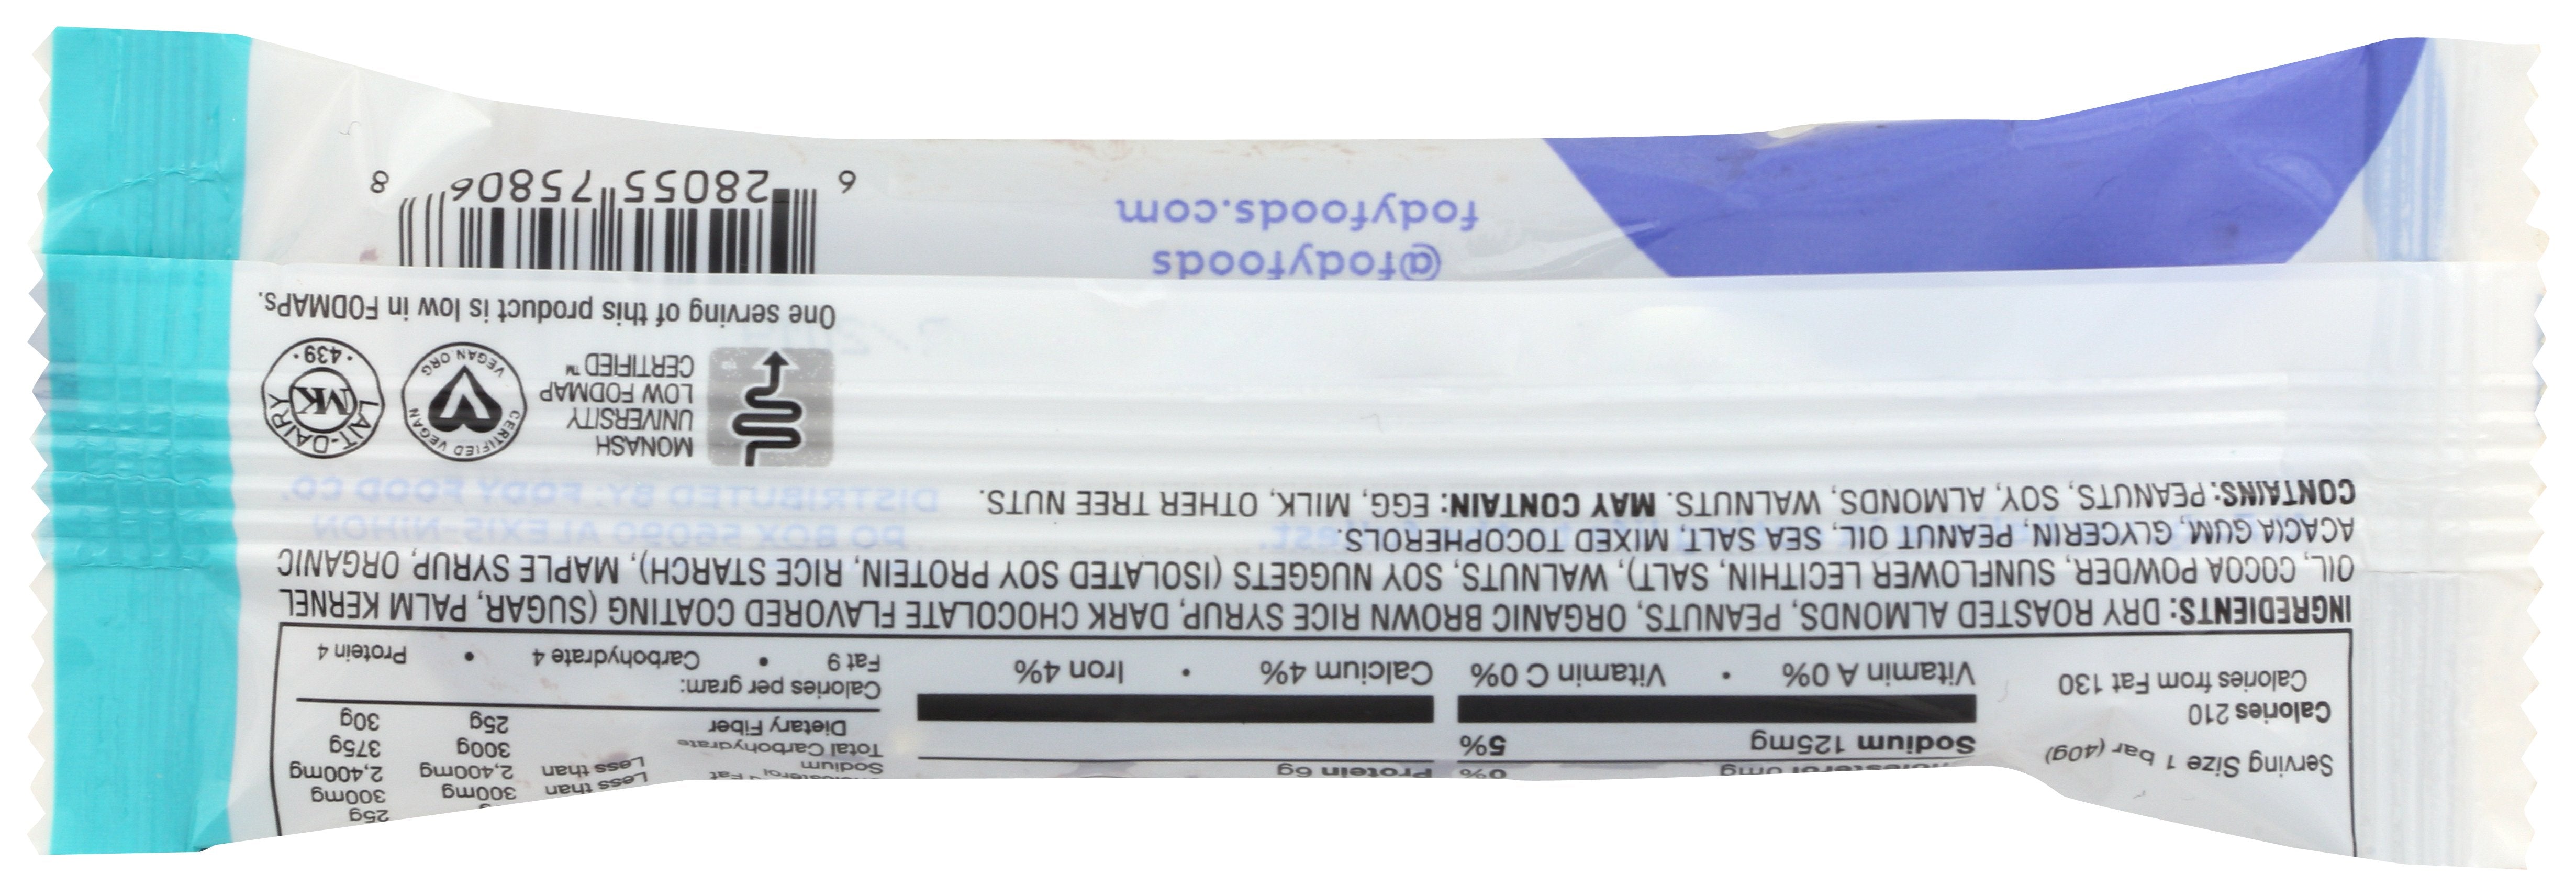 25g
Less than 300mg 300mg
Serving Size 1 bar (40g)
0%
Protein 6g
Sodium Less than 2,400mg 2,400mg
Sodium 125mg 5%
Total Carbohydrate 300g 375g
Calories 210
Dietary Fiber 25g 30g
Calories from Fat 130
Vitamin A 0% • Vitamin C 0%
Calcium 4% • Iron 4%
Calories per gram:
Fat 9 • Carbohydrate 4 • Protein 4
INGREDIENTS: DRY ROASTED ALMONDS, PEANUTS, ORGANIC BROWN RICE SYRUP, DARK CHOCOLATE FLAVORED COATING (SUGAR, PALM KERNEL
OIL, COCOA POWDER, SUNFLOWER LECITHIN, SALT), WALNUTS, SOY NUGGETS (ISOLATED SOY PROTEIN, RICE STARCH), MAPLE SYRUP, ORGANIC
ACACIA GUM, GLYCERIN, PEANUT OIL, SEA SALT, MIXED TOCOPHEROLS.
CONTAINS: PEANUTS, SOY, ALMONDS, WALNUTS. MAY CONTAIN: EGG, MILK, OTHER TREE NUTS.
PO BOX 56090 ALEXIS-NIHON
DISTRIBUTED BY: FODY FOOD CO.
MONASH
UNIVERSITY
LOW FODMAP
CERTIFIED™
CERTIFIED VEGAN
VEGAN.ORG
LAIT-DAIRY
MK
•439•
One serving of this product is low in FODMAPs.
@fodyfoods
fodyfoods.com
6 28055 75806 8